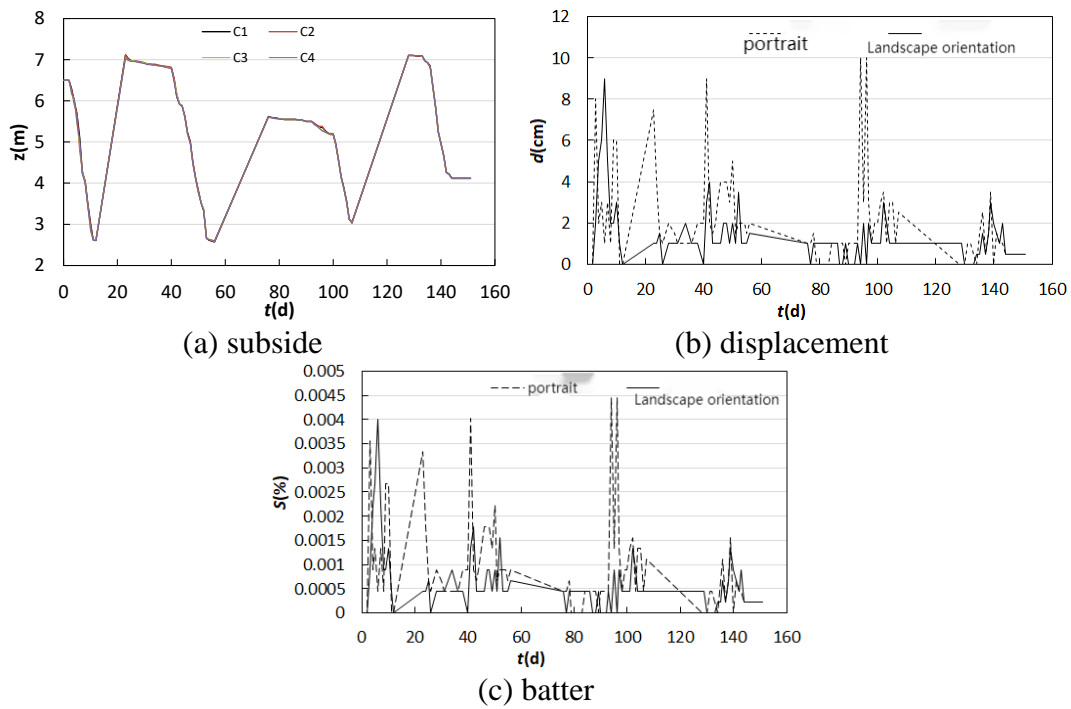 8
7
6
5
4
3
2
z(m)
C1
C2
C3
C4
0 20 40 60 80 100 120 140 160
t(d)
(a) subside
12
10
8
6
4
2
0
d(cm)
portrait
Landscape orientation
0 20 40 60 80 100 120 140 160
t(d)
(b) displacement
0.005
0.0045
0.004
0.0035
0.003
0.0025
0.002
0.0015
0.001
0.0005
0
S(%)
portrait
Landscape orientation
0 20 40 60 80 100 120 140 160
t(d)
(c) batter